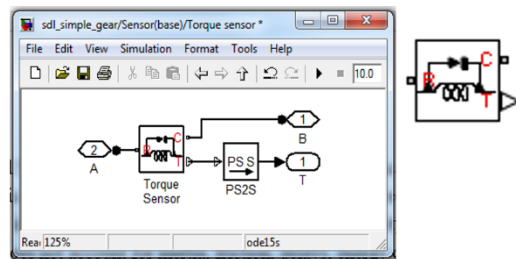 sdl_simple_gear/Sensor(base)/Torque sensor *
File Edit View Simulation Format Tools Help
10.0
R C T
2
A
R C T
Torque
Sensor
PS S
PS2S
1
B
1
T
125%
ode15s